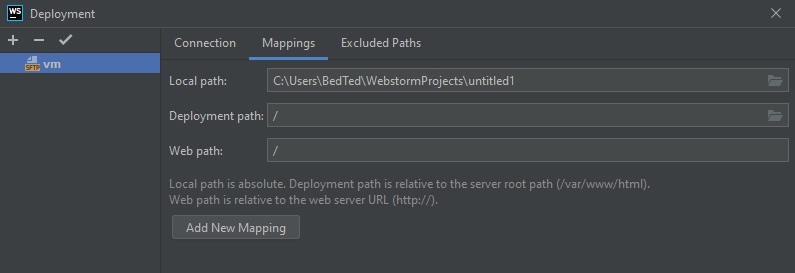 WS Deployment
SFTP vm
Connection Mappings Excluded Paths
Local path: C:\Users\BedTed\WebstormProjects\untitled1
Deployment path: /
Web path: /
Local path is absolute. Deployment path is relative to the server root path (/var/www/html).
Web path is relative to the web server URL (http://).
Add New Mapping